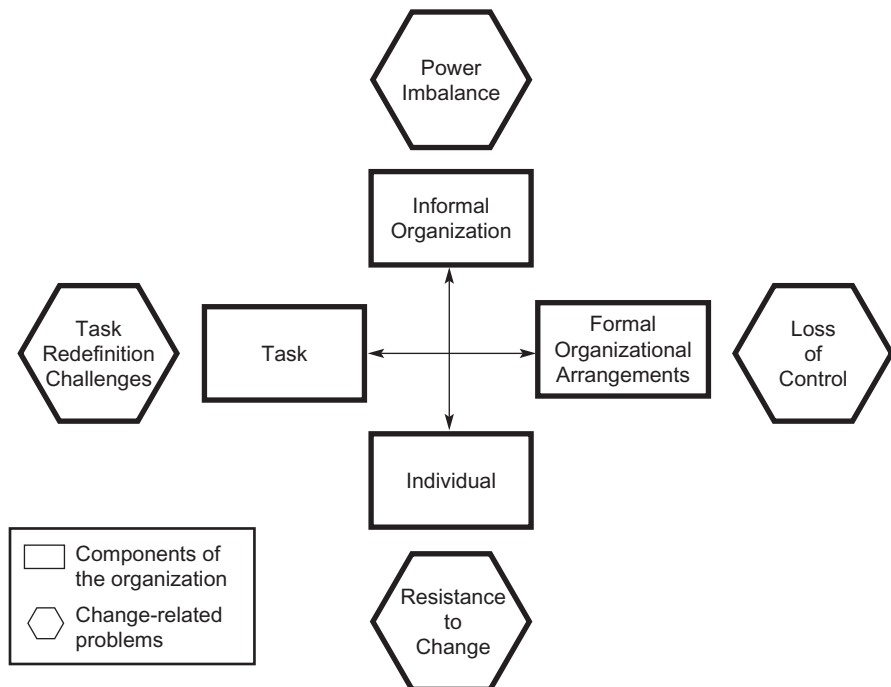 Power
Imbalance
Informal
Organization
Task
Redefinition
Challenges
Task
Formal
Organizational
Arrangements
Loss
of
Control
Individual
Components of
the organization
Change-related
problems
Resistance
to
Change